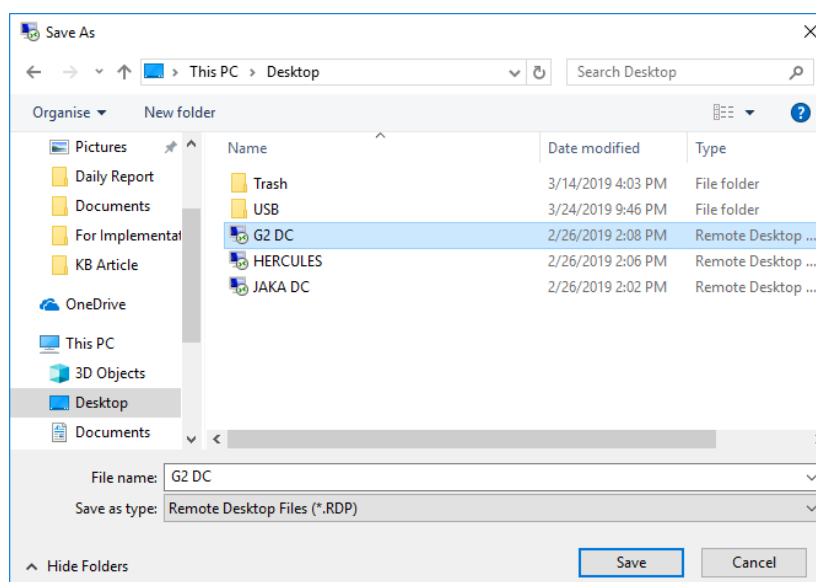 Save As
This PC > Desktop
Search Desktop
Organise
New folder
Pictures
Daily Report
Documents
For Implementat
KB Article
OneDrive
This PC
3D Objects
Desktop
Documents
Name Date modified Type
Trash 3/14/2019 4:03 PM File folder
USB 3/24/2019 9:46 PM File folder
G2 DC 2/26/2019 2:08 PM Remote Desktop ...
HERCULES 2/26/2019 2:06 PM Remote Desktop ...
JAKA DC 2/26/2019 2:02 PM Remote Desktop ...
File name: G2 DC
Save as type: Remote Desktop Files (*.RDP)
Hide Folders
Save
Cancel